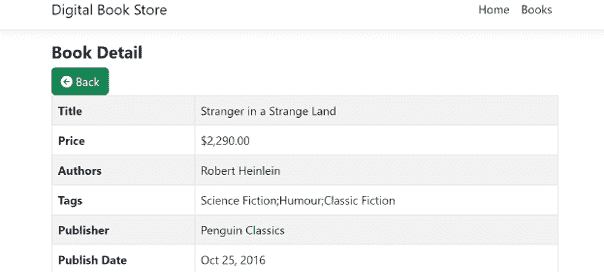 Digital Book Store Home Books
Book Detail
Back
Title Stranger in a Strange Land
Price $2,290.00
Authors Robert Heinlein
Tags Science Fiction;Humour;Classic Fiction
Publisher Penguin Classics
Publish Date Oct 25, 2016